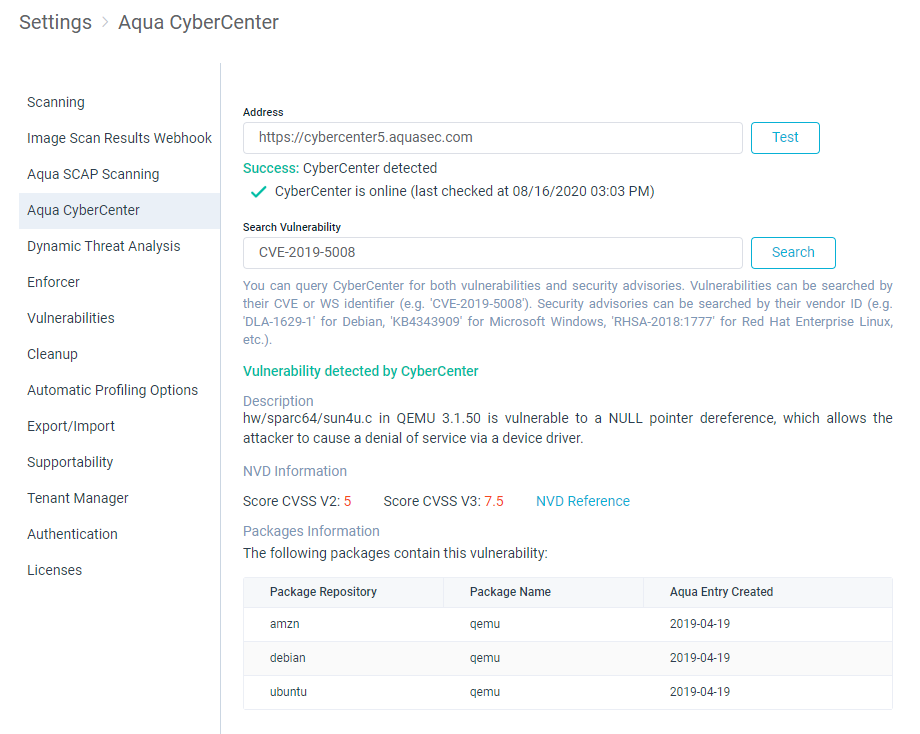 Settings > Aqua CyberCenter
Scanning
Image Scan Results Webhook
Aqua SCAP Scanning
Aqua CyberCenter
Dynamic Threat Analysis
Enforcer
Vulnerabilities
Cleanup
Automatic Profiling Options
Export/Import
Supportability
Tenant Manager
Authentication
Licenses
Address
https://cybercenter5.aquasec.com Test
Success: CyberCenter detected
CyberCenter is online (last checked at 08/16/2020 03:03 PM)
Search Vulnerability
CVE-2019-5008 Search
You can query CyberCenter for both vulnerabilities and security advisories. Vulnerabilities can be searched by
their CVE or WS identifier (e.g. 'CVE-2019-5008'). Security advisories can be searched by their vendor ID (e.g.
'DLA-1629-1' for Debian, 'KB4343909' for Microsoft Windows, 'RHSA-2018:1777' for Red Hat Enterprise Linux,
etc.).
Vulnerability detected by CyberCenter
Description
hw/sparc64/sun4u.c in QEMU 3.1.50 is vulnerable to a NULL pointer dereference, which allows the
attacker to cause a denial of service via a device driver.
NVD Information
Score CVSS V2: 5 Score CVSS V3: 7.5 NVD Reference
Packages Information
The following packages contain this vulnerability:
Package Repository Package Name Aqua Entry Created
amzn qemu 2019-04-19
debian qemu 2019-04-19
ubuntu qemu 2019-04-19